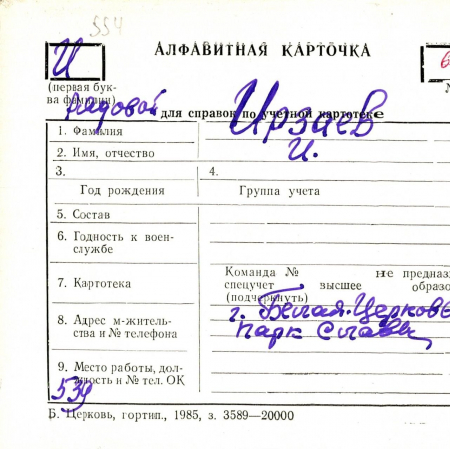 554
АЛФАВИТНАЯ КАРТОЧКА
И
(первая бук-
ва фамилии)
рядовой для справок по учетной картотеке
Ирзаев
1. Фамилия
И.
2. Имя, отчество
3. 4.
Год рождения Группа учета
5. Состав
6. Годность к воен-
службе
Команда № не предназ
7. Картотека спецучет высшее образо
(подчеркнуть)
г. Белая-Церковь
8. Адрес м-житель-
ства и № телефона
парк Славы
9. Место работы, дол-
жность и № тел. ОК
539
Б. Церковь, гортип., 1985, з. 3589—20000